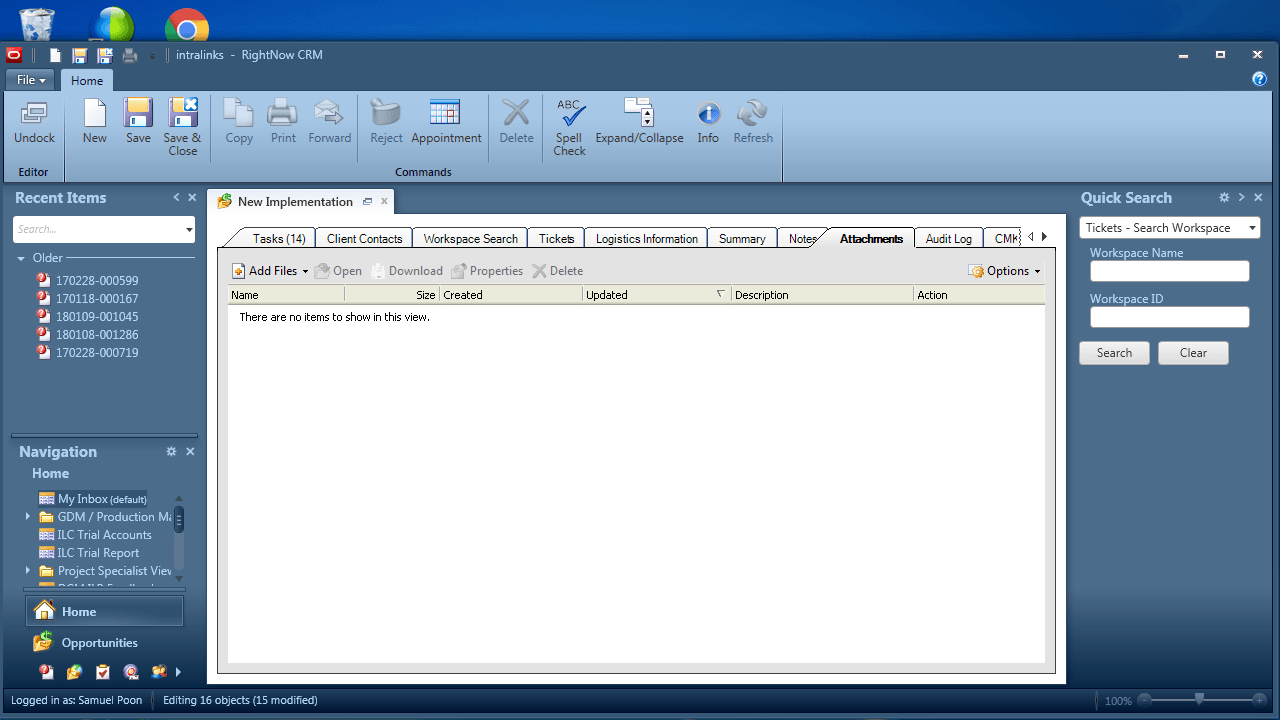 intralinks - RightNow CRM
File
Home
Undock
New
Save
Save & Close
Copy
Print
Forward
Reject
Appointment
Delete
ABC
Spell Check
Expand/Collapse
Info
Refresh
Editor
Commands
Recent Items
Search...
Older
170228-000599
170118-000167
180109-001045
180108-001286
170228-000719
New Implementation
Tasks (14)
Client Contacts
Workspace Search
Tickets
Logistics Information
Summary
Notes
Attachments
Audit Log
CMK
Add Files
Open
Download
Properties
Delete
Options
Name
Size
Created
Updated
Description
Action
There are no items to show in this view.
Quick Search
Tickets - Search Workspace
Workspace Name
Workspace ID
Search
Clear
Navigation
Home
My Inbox (default)
GDM / Production Ma
ILC Trial Accounts
ILC Trial Report
Project Specialist View
Home
Opportunities
Logged in as: Samuel Poon
Editing 16 objects (15 modified)
100%